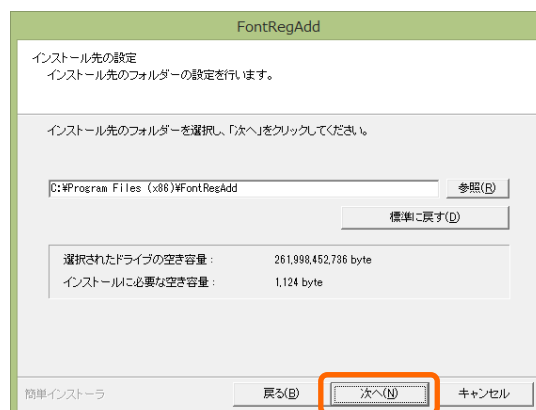 FontRegAdd
インストール先の設定
インストール先のフォルダーの設定を行います。
インストール先のフォルダーを選択し、「次へ」をクリックしてください。
C:¥Program Files (x86)¥FontRegAdd
参照(R)
標準に戻す(D)
選択されたドライブの空き容量 : 261,998,452,736 byte
インストールに必要な空き容量 : 1,124 byte
簡単インストーラ
戻る(B)
次へ(N)
キャンセル